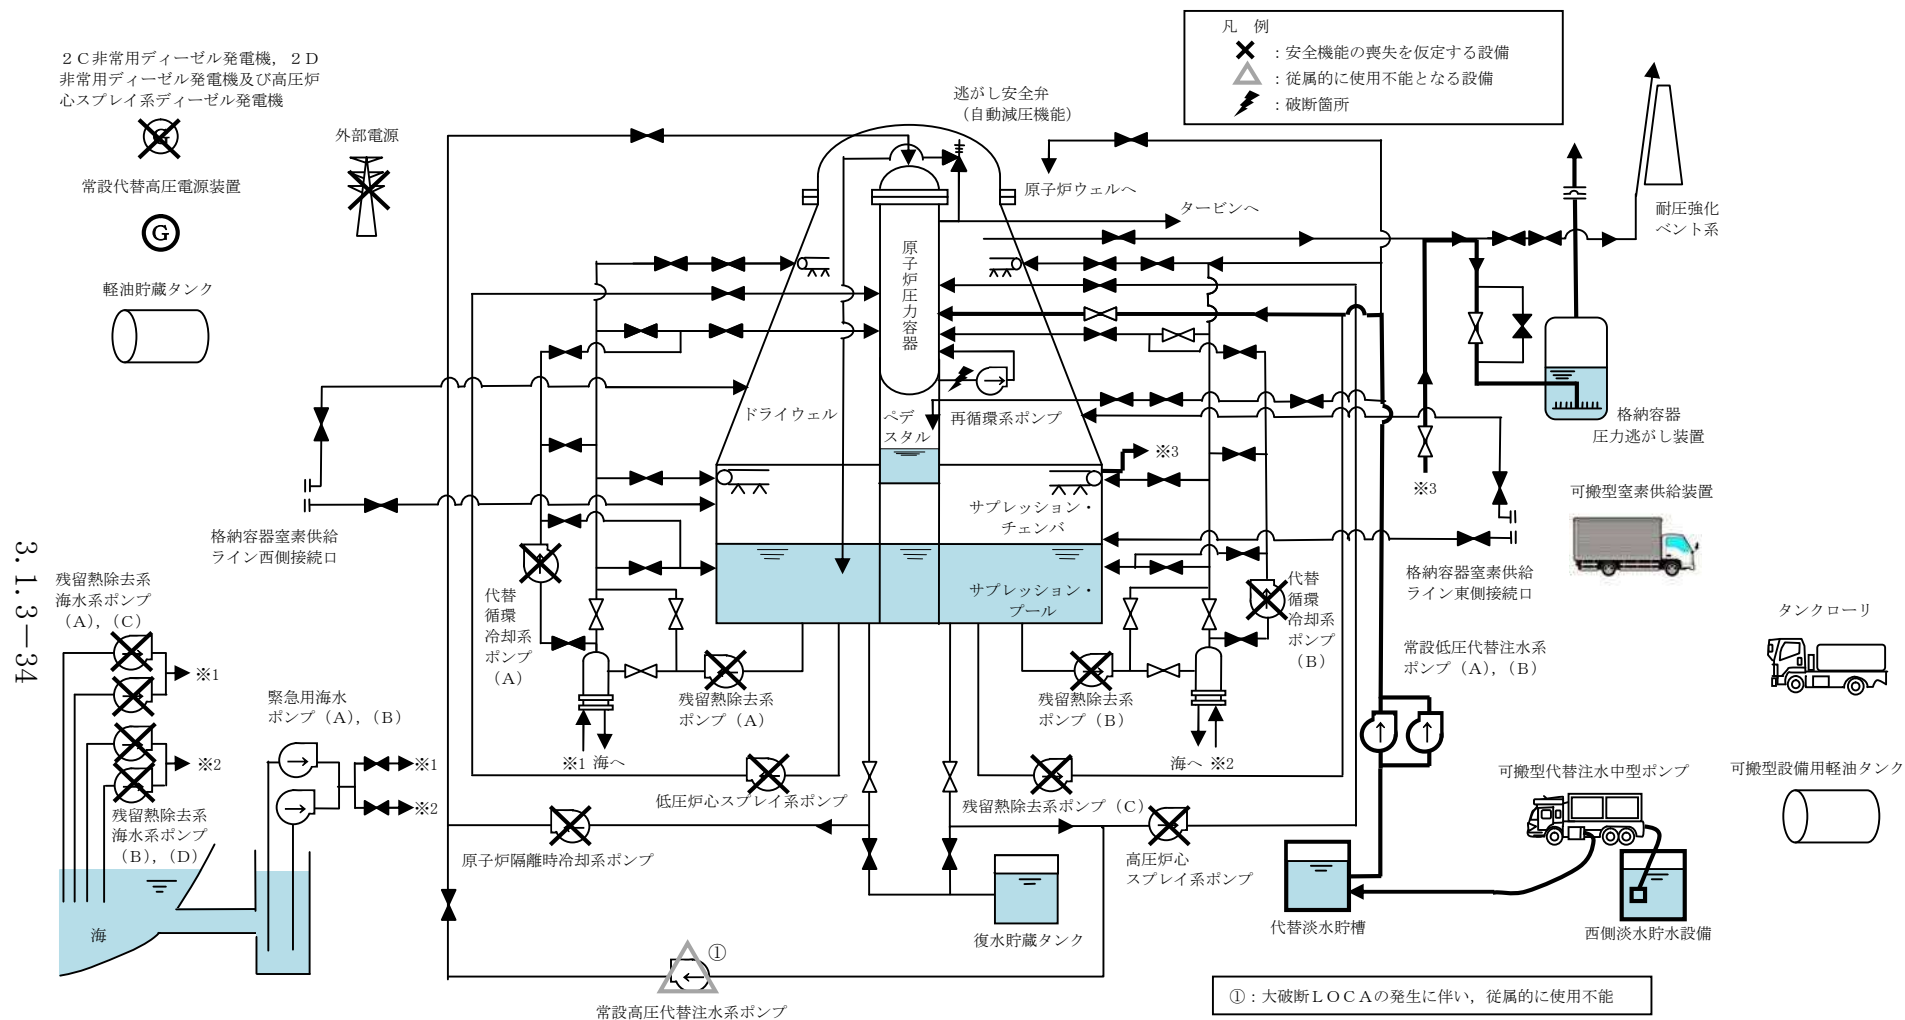 凡　例
：安全機能の喪失を仮定する設備
：従属的に使用不能となる設備
：破断箇所
２Ｃ非常用ディーゼル発電機，２Ｄ
非常用ディーゼル発電機及び高圧炉
心スプレイ系ディーゼル発電機
G
外部電源
常設代替高圧電源装置
G
軽油貯蔵タンク
逃がし安全弁
（自動減圧機能）
原子炉ウェルへ
タービンへ
耐圧強化
ベント系
原子炉圧力容器
ドライウェル
ペデ
スタル
再循環系ポンプ
※3
※3
格納容器
圧力逃がし装置
可搬型窒素供給装置
サプレッション・
チェンバ
サプレッション・
プール
格納容器窒素供給
ライン西側接続口
格納容器窒素供給
ライン東側接続口
代替
循環
冷却系
ポンプ
（A）
代替
循環
冷却系
ポンプ
（B）
残留熱除去系
海水系ポンプ
（A），（C）
※1
※2
残留熱除去系
海水系ポンプ
（B），（D）
緊急用海水
ポンプ（A），（B）
※1
※2
海
残留熱除去系
ポンプ（A）
残留熱除去系
ポンプ（B）
※1 海へ
海へ ※2
低圧炉心スプレイ系ポンプ
残留熱除去系ポンプ（C）
原子炉隔離時冷却系ポンプ
高圧炉心
スプレイ系ポンプ
復水貯蔵タンク
①
常設高圧代替注水系ポンプ
常設低圧代替注水系
ポンプ（A），（B）
タンクローリ
可搬型代替注水中型ポンプ
可搬型設備用軽油タンク
代替淡水貯槽
西側淡水貯水設備
①：大破断ＬＯＣＡの発生に伴い，従属的に使用不能
3.1.3－34